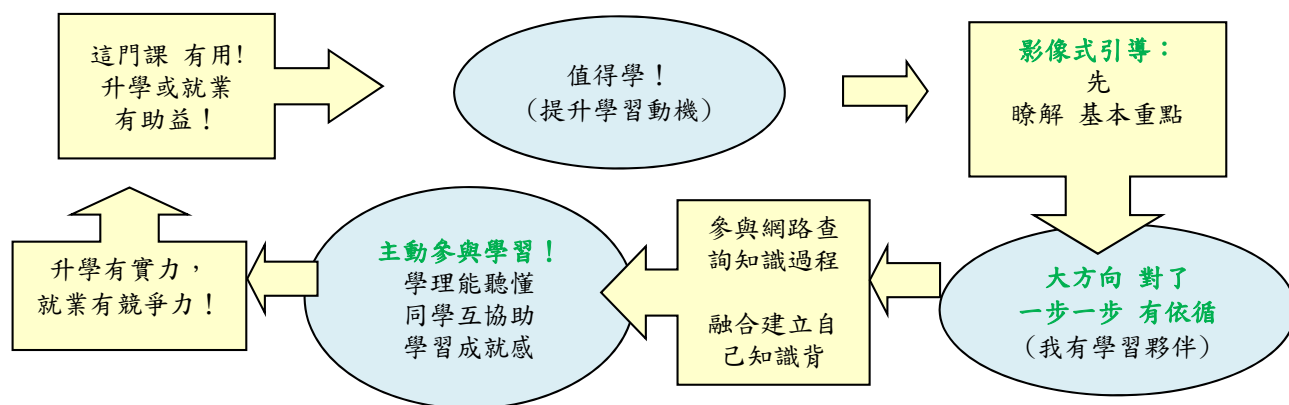 這門課 有用!
升學或就業
有助益！
值得學！
（提升學習動機）
影像式引導：
先
瞭解 基本重點
大方向 對了
一步一步 有依循
（我有學習夥伴）
參與網路查
詢知識過程
融合建立自
己知識背
主動參與學習！
學理能聽懂
同學互協助
學習成就感
升學有實力，
就業有競爭力！